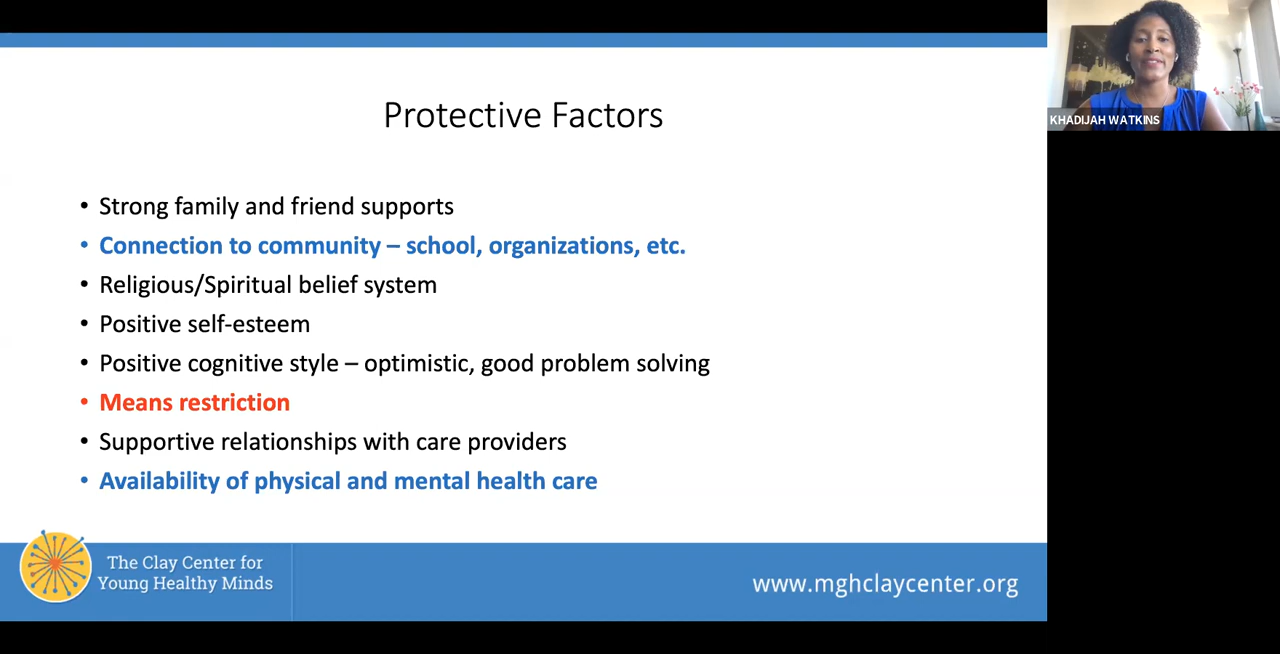 Protective Factors
• Strong family and friend supports
• Connection to community – school, organizations, etc.
• Religious/Spiritual belief system
• Positive self-esteem
• Positive cognitive style – optimistic, good problem solving
• Means restriction
• Supportive relationships with care providers
• Availability of physical and mental health care
The Clay Center for
Young Healthy Minds
www.mghclaycenter.org
KHADIJAH WATKINS